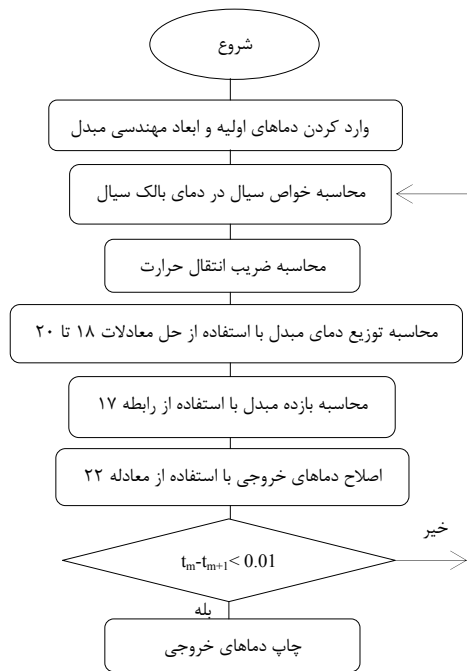 شروع
وارد کردن دماهای اولیه و ابعاد مهندسی مبدل
محاسبه خواص سیال در دمای بالک سیال
محاسبه ضریب انتقال حرارت
محاسبه توزیع دمای مبدل با استفاده از حل معادلات ۱۸ تا ۲۰
محاسبه بازده مبدل با استفاده از رابطه ۱۷
اصلاح دماهای خروجی با استفاده از معادله ۲۲
خیر
tm-tm+1< 0.01
بله
چاپ دماهای خروجی